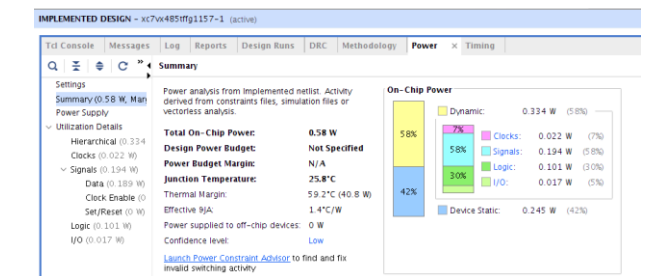 IMPLEMENTED DESIGN - xc7vx485tffg1157-1 (active)
Tcl Console Messages Log Reports Design Runs DRC Methodology Power × Timing
Summary
Settings
Summary (0.58 W, Mar
Power Supply
Utilization Details
Hierarchical (0.334
Clocks (0.022 W)
Signals (0.194 W)
Data (0.189 W)
Clock Enable (0
Set/Reset (0 W)
Logic (0.101 W)
I/O (0.017 W)
Power analysis from Implemented netlist. Activity
derived from constraints files, simulation files or
vectorless analysis.
Total On-Chip Power: 0.58 W
Design Power Budget: Not Specified
Power Budget Margin: N/A
Junction Temperature: 25.8°C
Thermal Margin: 59.2°C (40.8 W)
Effective θJA: 1.4°C/W
Power supplied to off-chip devices: 0 W
Confidence level: Low
Launch Power Constraint Advisor to find and fix
invalid switching activity
On-Chip Power
58%
42%
Dynamic: 0.334 W (58%)
7%
58%
30%
Clocks: 0.022 W (7%)
Signals: 0.194 W (58%)
Logic: 0.101 W (30%)
I/O: 0.017 W (5%)
Device Static: 0.245 W (42%)